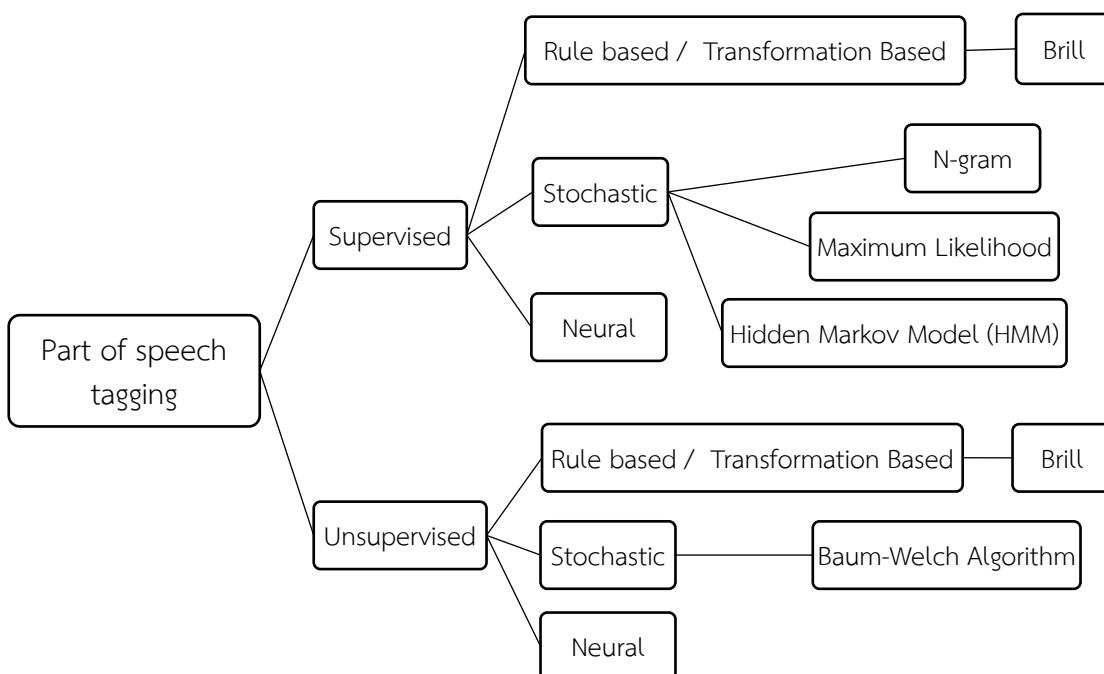 Rule based / Transformation Based
Brill
N-gram
Stochastic
Supervised
Maximum Likelihood
Neural
Hidden Markov Model (HMM)
Part of speech
tagging
Rule based / Transformation Based
Brill
Unsupervised
Stochastic
Baum-Welch Algorithm
Neural